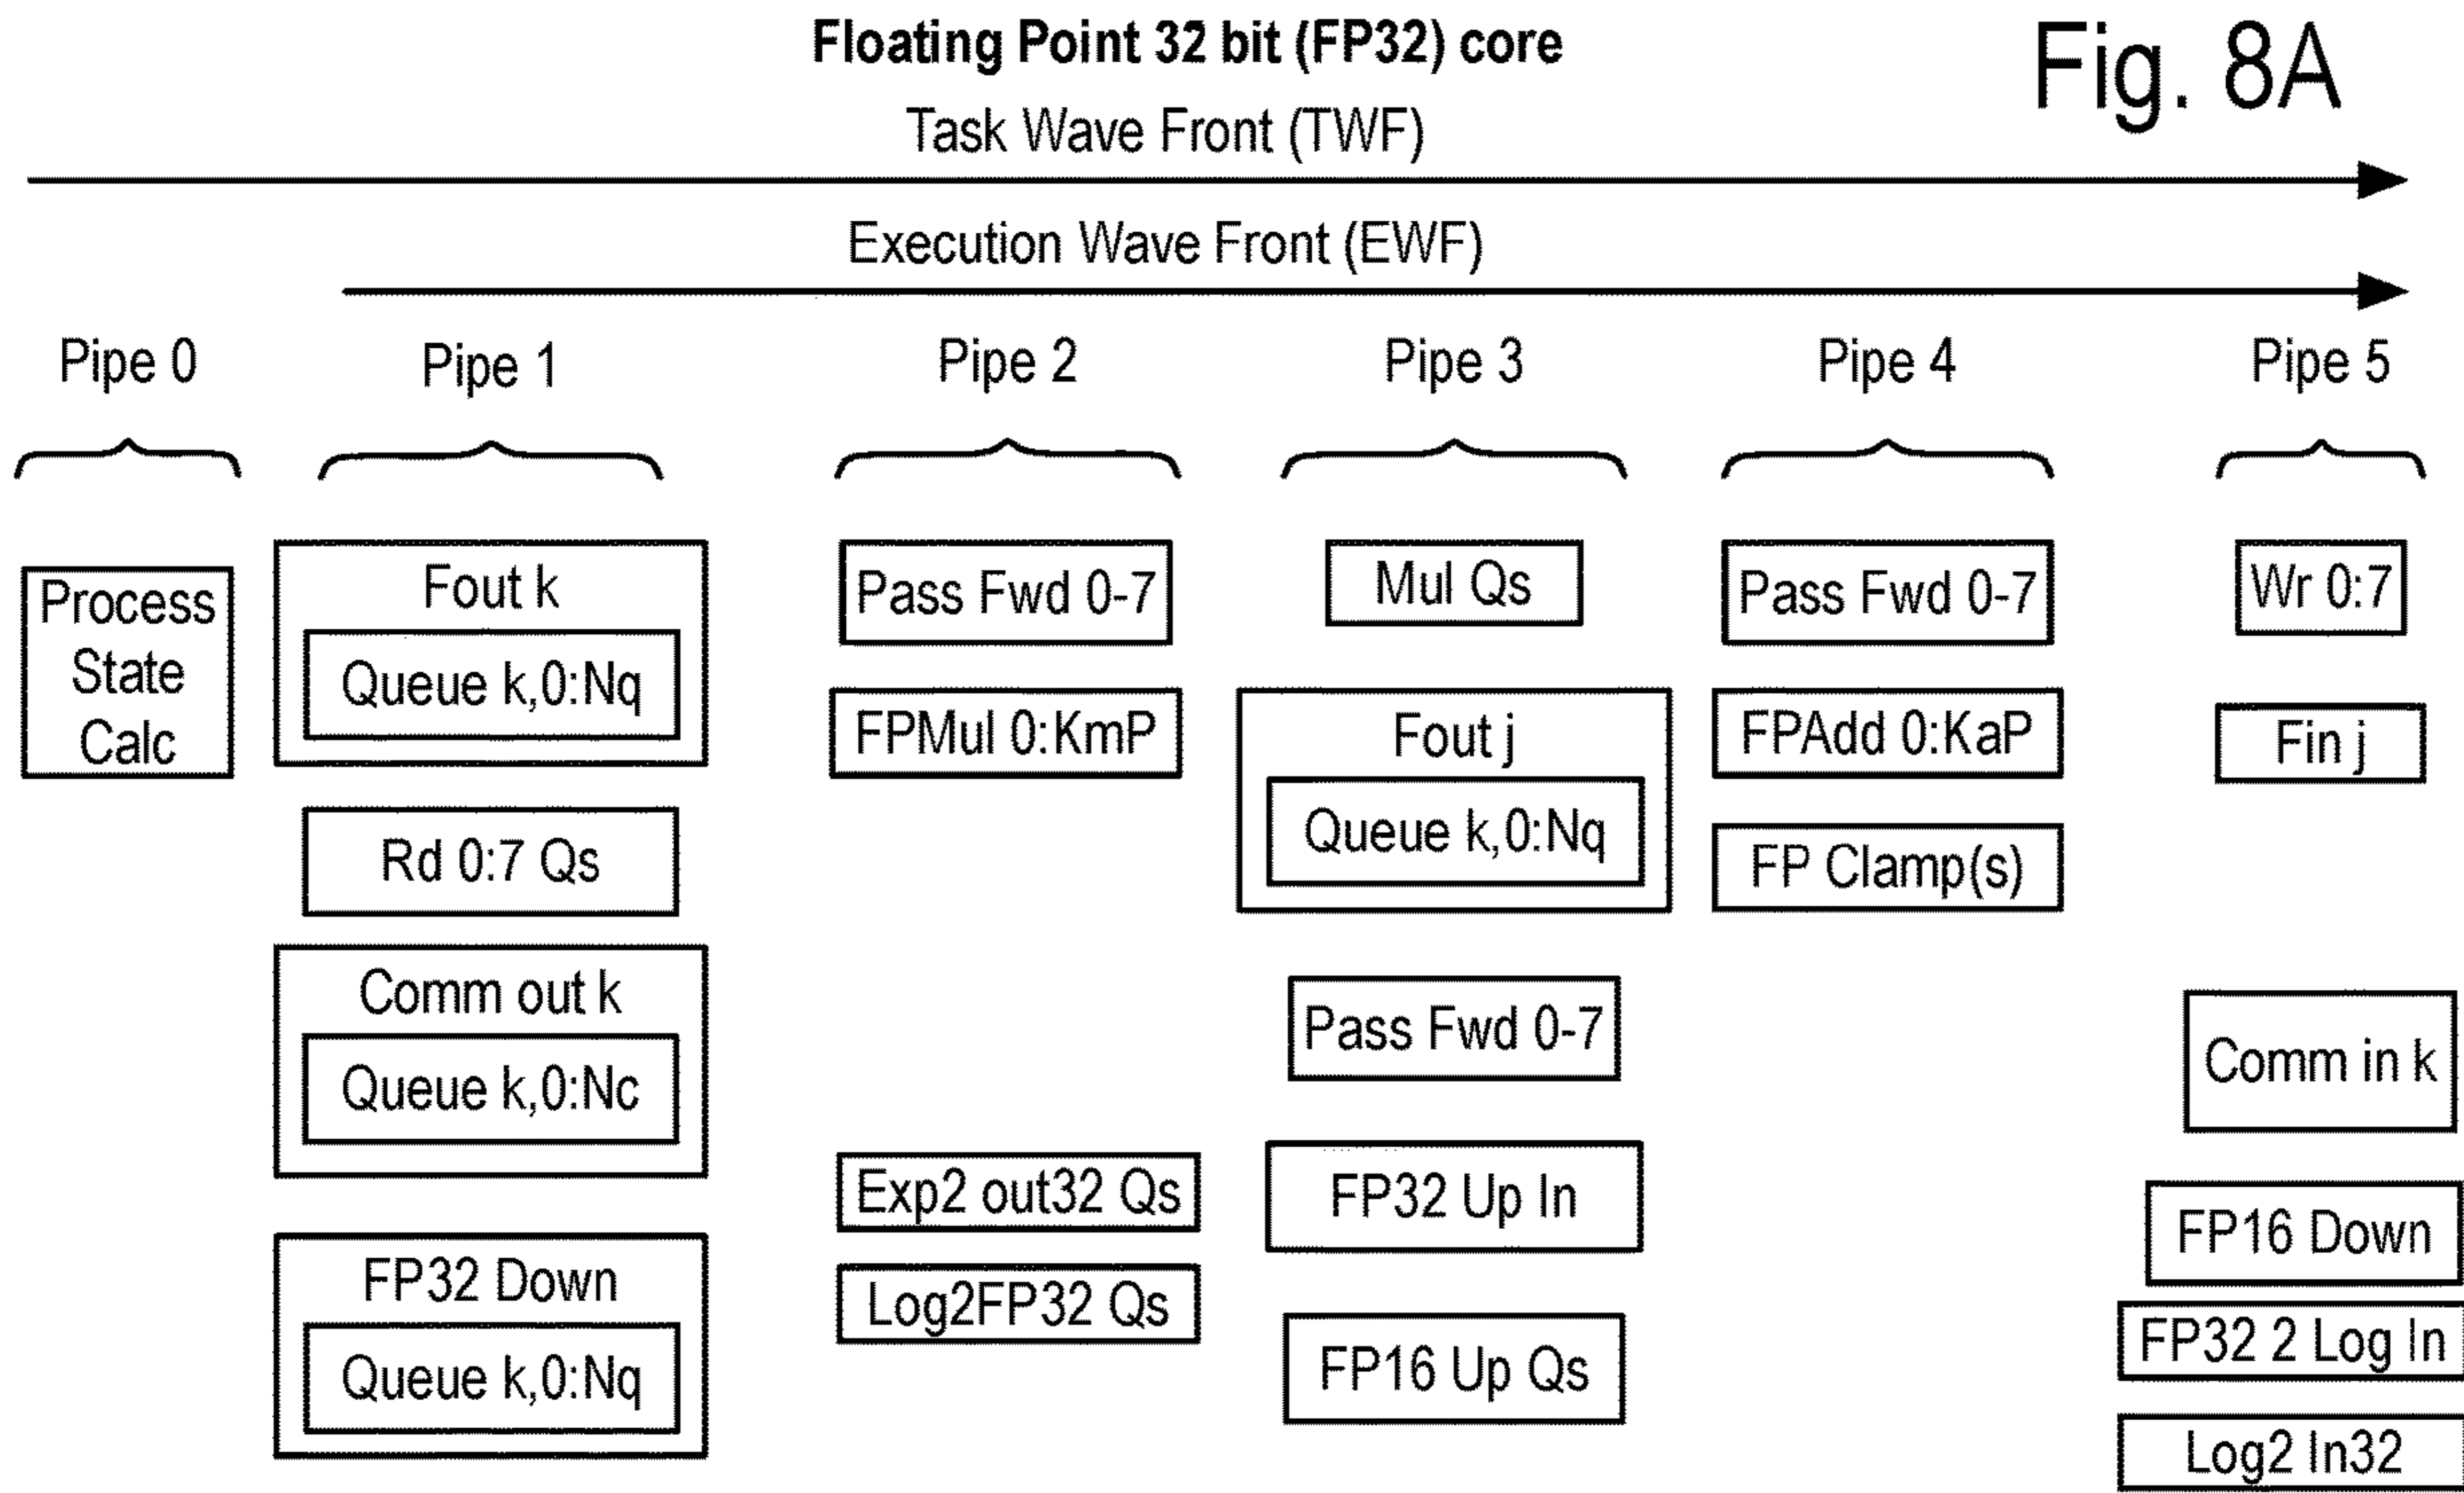 Floating Point 32 bit (FP32) core
Fig. 8A
Task Wave Front (TWF)
Execution Wave Front (EWF)
Pipe 0
Pipe 1
Pipe 2
Pipe 3
Pipe 4
Pipe 5
Process
State
Calc
Fout k
Queue k,0:Nq
Rd 0:7 Qs
Comm out k
Queue k,0:Nc
FP32 Down
Queue k,0:Nq
Pass Fwd 0-7
FPMul 0:KmP
Exp2 out32 Qs
Log2FP32 Qs
Mul Qs
Fout j
Queue k,0:Nq
Pass Fwd 0-7
FP32 Up In
FP16 Up Qs
Pass Fwd 0-7
FPAdd 0:KaP
FP Clamp(s)
Wr 0:7
Fin j
Comm in k
FP16 Down
FP32 2 Log In
Log2 In32